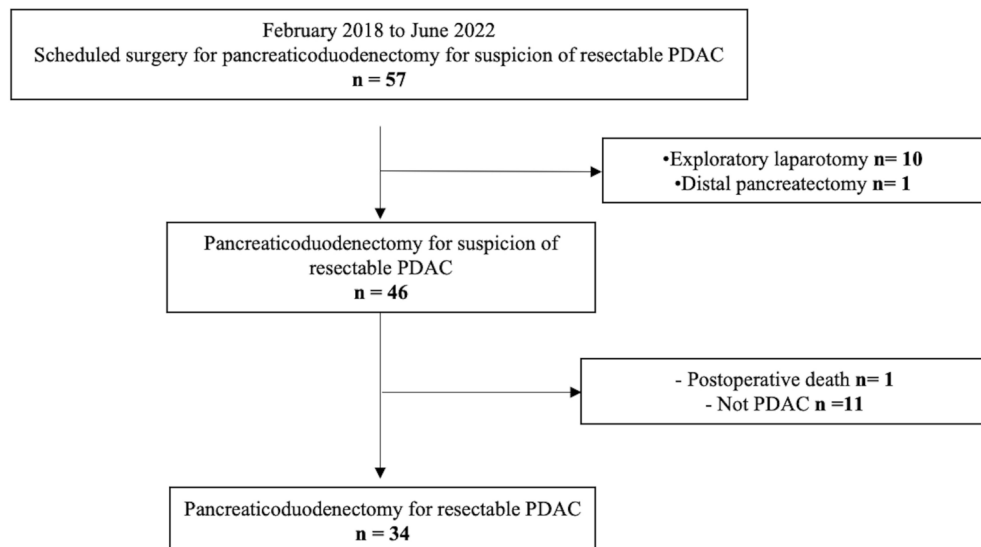 February 2018 to June 2022
Scheduled surgery for pancreaticoduodenectomy for suspicion of resectable PDAC
n = 57
•Exploratory laparotomy n= 10
•Distal pancreatectomy n= 1
Pancreaticoduodenectomy for suspicion of
resectable PDAC
n = 46
- Postoperative death n= 1
- Not PDAC n =11
Pancreaticoduodenectomy for resectable PDAC
n = 34